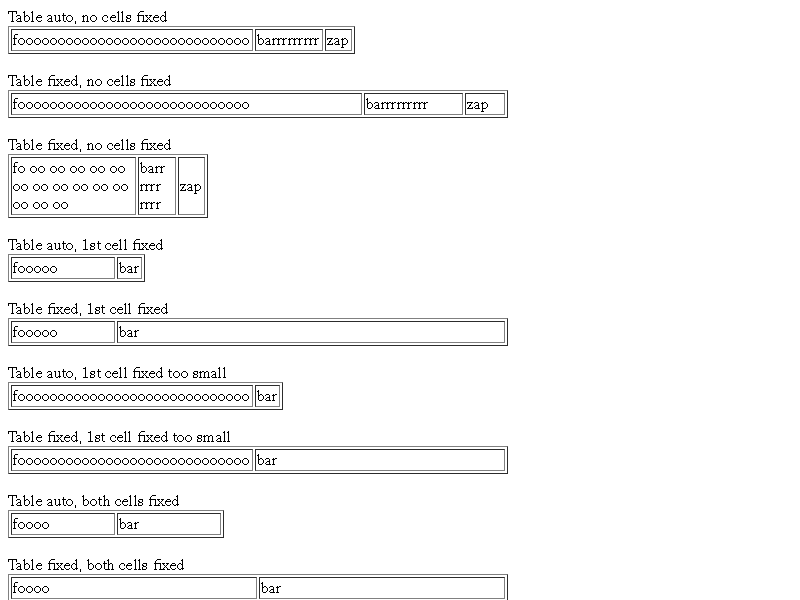 Table auto, no cells fixed
foooooooooooooooooooooooooooooo barrrrrrrrr zap
Table fixed, no cells fixed
foooooooooooooooooooooooooooooo barrrrrrrrr zap
Table fixed, no cells fixed
fo oo oo oo oo oo barr
oo oo oo oo oo oo rrrr zap
oo oo oo rrrr
Table auto, 1st cell fixed
fooooo bar
Table fixed, 1st cell fixed
fooooo bar
Table auto, 1st cell fixed too small
foooooooooooooooooooooooooooooo bar
Table fixed, 1st cell fixed too small
foooooooooooooooooooooooooooooo bar
Table auto, both cells fixed
foooo bar
Table fixed, both cells fixed
foooo bar